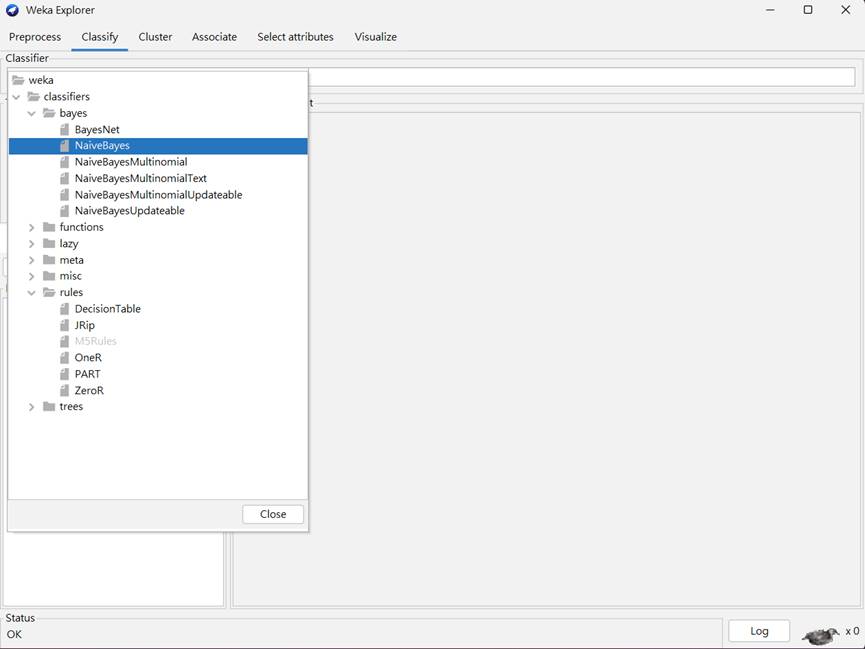 Weka Explorer
Preprocess Classify Cluster Associate Select attributes Visualize
Classifier
weka
classifiers
bayes
BayesNet
NaiveBayes
NaiveBayesMultinomial
NaiveBayesMultinomialText
NaiveBayesMultinomialUpdateable
NaiveBayesUpdateable
functions
lazy
meta
misc
rules
DecisionTable
JRip
M5Rules
OneR
PART
ZeroR
trees
Close
Status
OK
Log
x 0